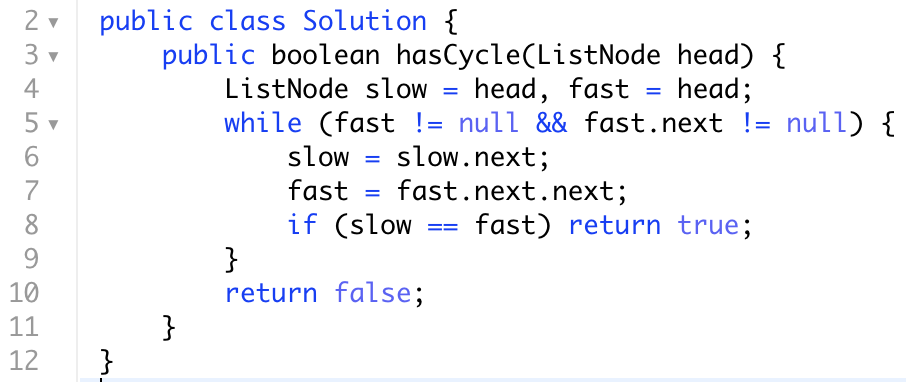 2 ▾ public class Solution {
3 ▾     public boolean hasCycle(ListNode head) {
4           ListNode slow = head, fast = head;
5 ▾         while (fast != null && fast.next != null) {
6               slow = slow.next;
7               fast = fast.next.next;
8               if (slow == fast) return true;
9           }
10          return false;
11      }
12  }